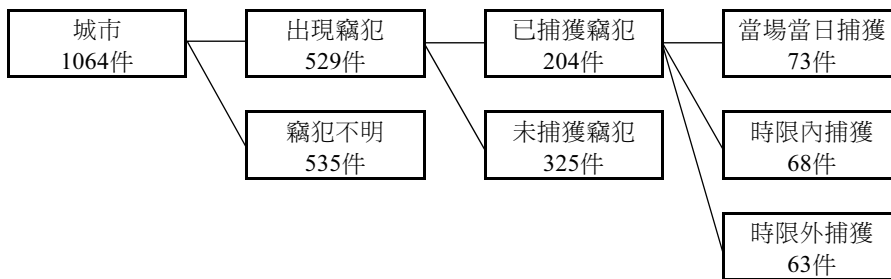 城市
1064件
出現竊犯
529件
已捕獲竊犯
204件
當場當日捕獲
73件
竊犯不明
535件
未捕獲竊犯
325件
時限內捕獲
68件
時限外捕獲
63件